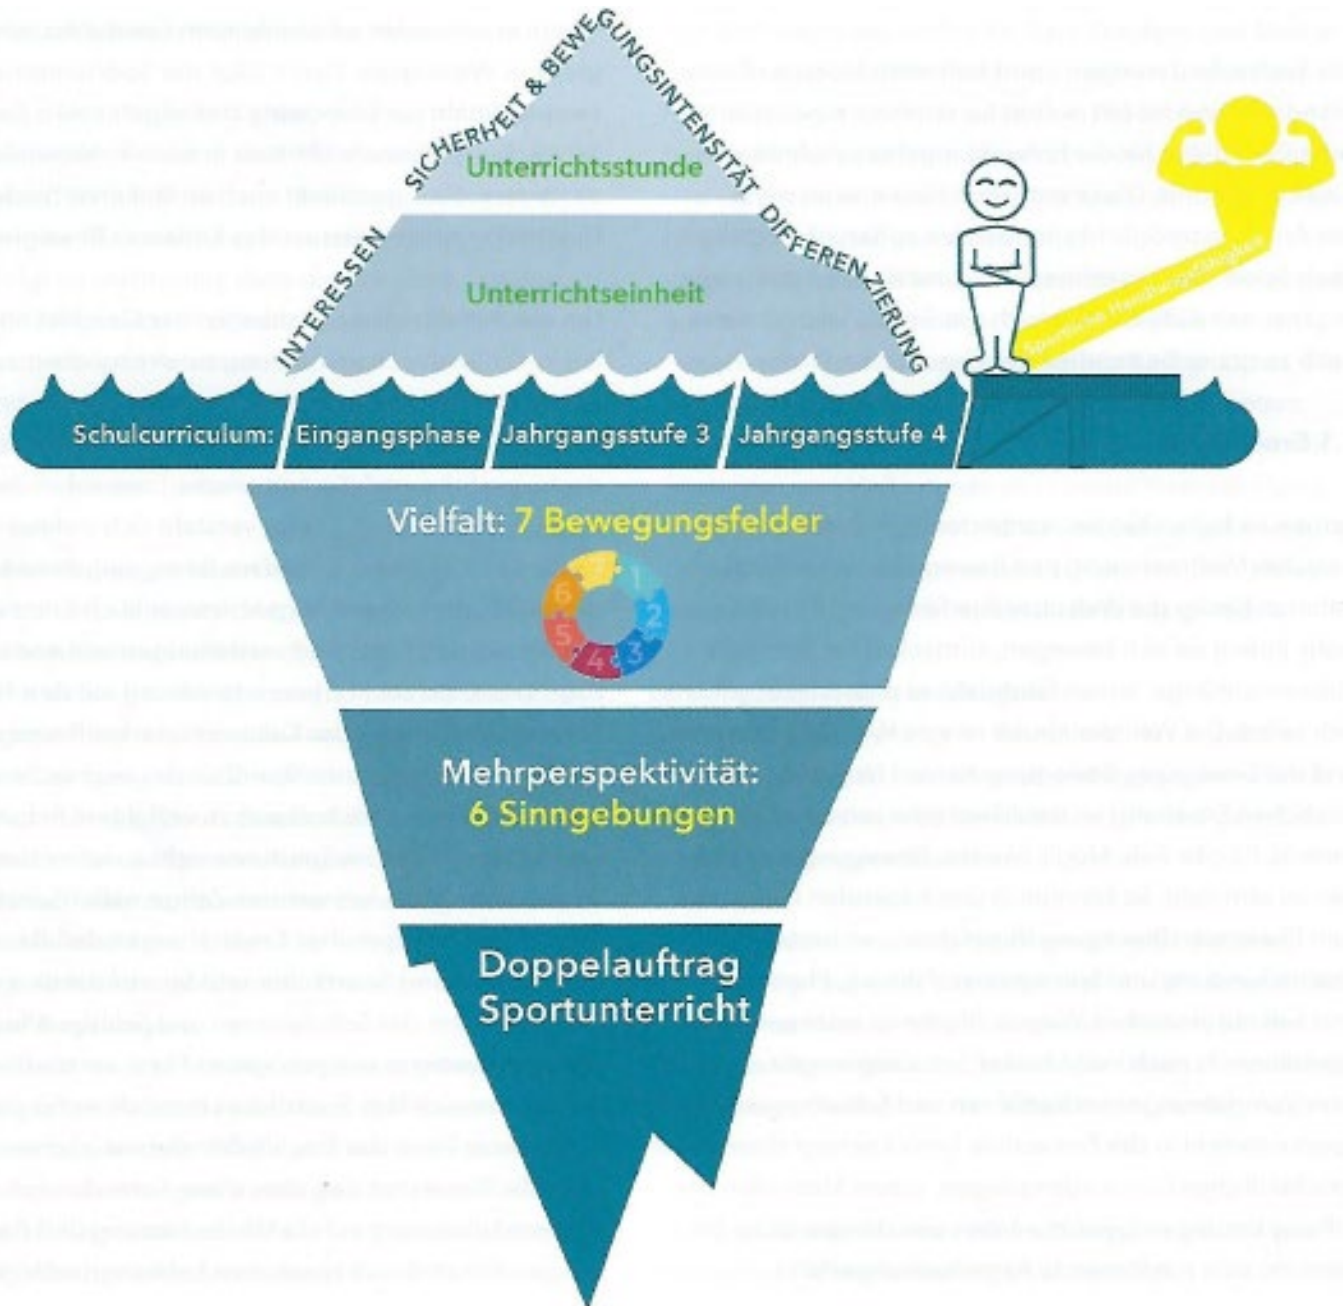 SICHERHEIT & BEWEGUNGSINTENSITÄT
INTERESSEN
DIFFERENZIERUNG
Unterrichtsstunde
Unterrichtseinheit
Sportliche Handlungsfähigkeit
Schulcurriculum: Eingangsphase Jahrgangsstufe 3 Jahrgangsstufe 4
Vielfalt: 7 Bewegungsfelder
1
2
3
4
5
6
Mehrperspektivität:
6 Sinngebungen
Doppelauftrag
Sportunterricht